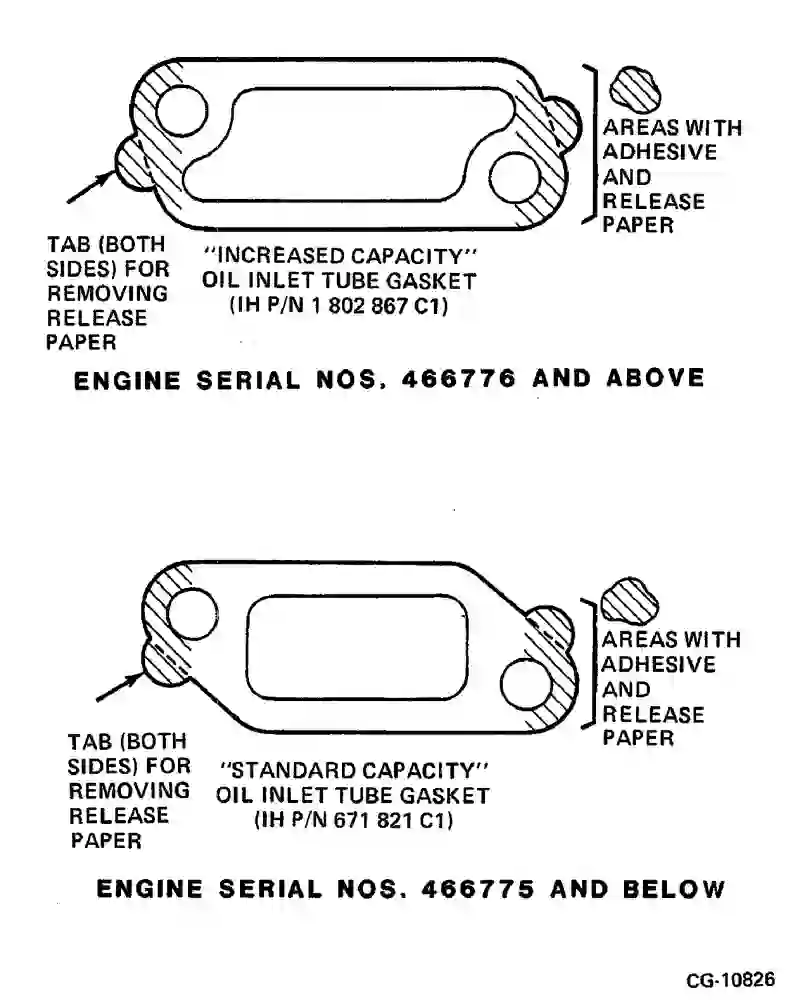 AREAS WITH
ADHESIVE
AND
RELEASE
PAPER
TAB (BOTH
SIDES) FOR
REMOVING
RELEASE
PAPER
"INCREASED CAPACITY"
OIL INLET TUBE GASKET
(IH P/N 1 802 867 C1)
ENGINE SERIAL NOS. 466776 AND ABOVE
AREAS WITH
ADHESIVE
AND
RELEASE
PAPER
TAB (BOTH
SIDES) FOR
REMOVING
RELEASE
PAPER
"STANDARD CAPACITY"
OIL INLET TUBE GASKET
(IH P/N 671 821 C1)
ENGINE SERIAL NOS. 466775 AND BELOW
CG-10826